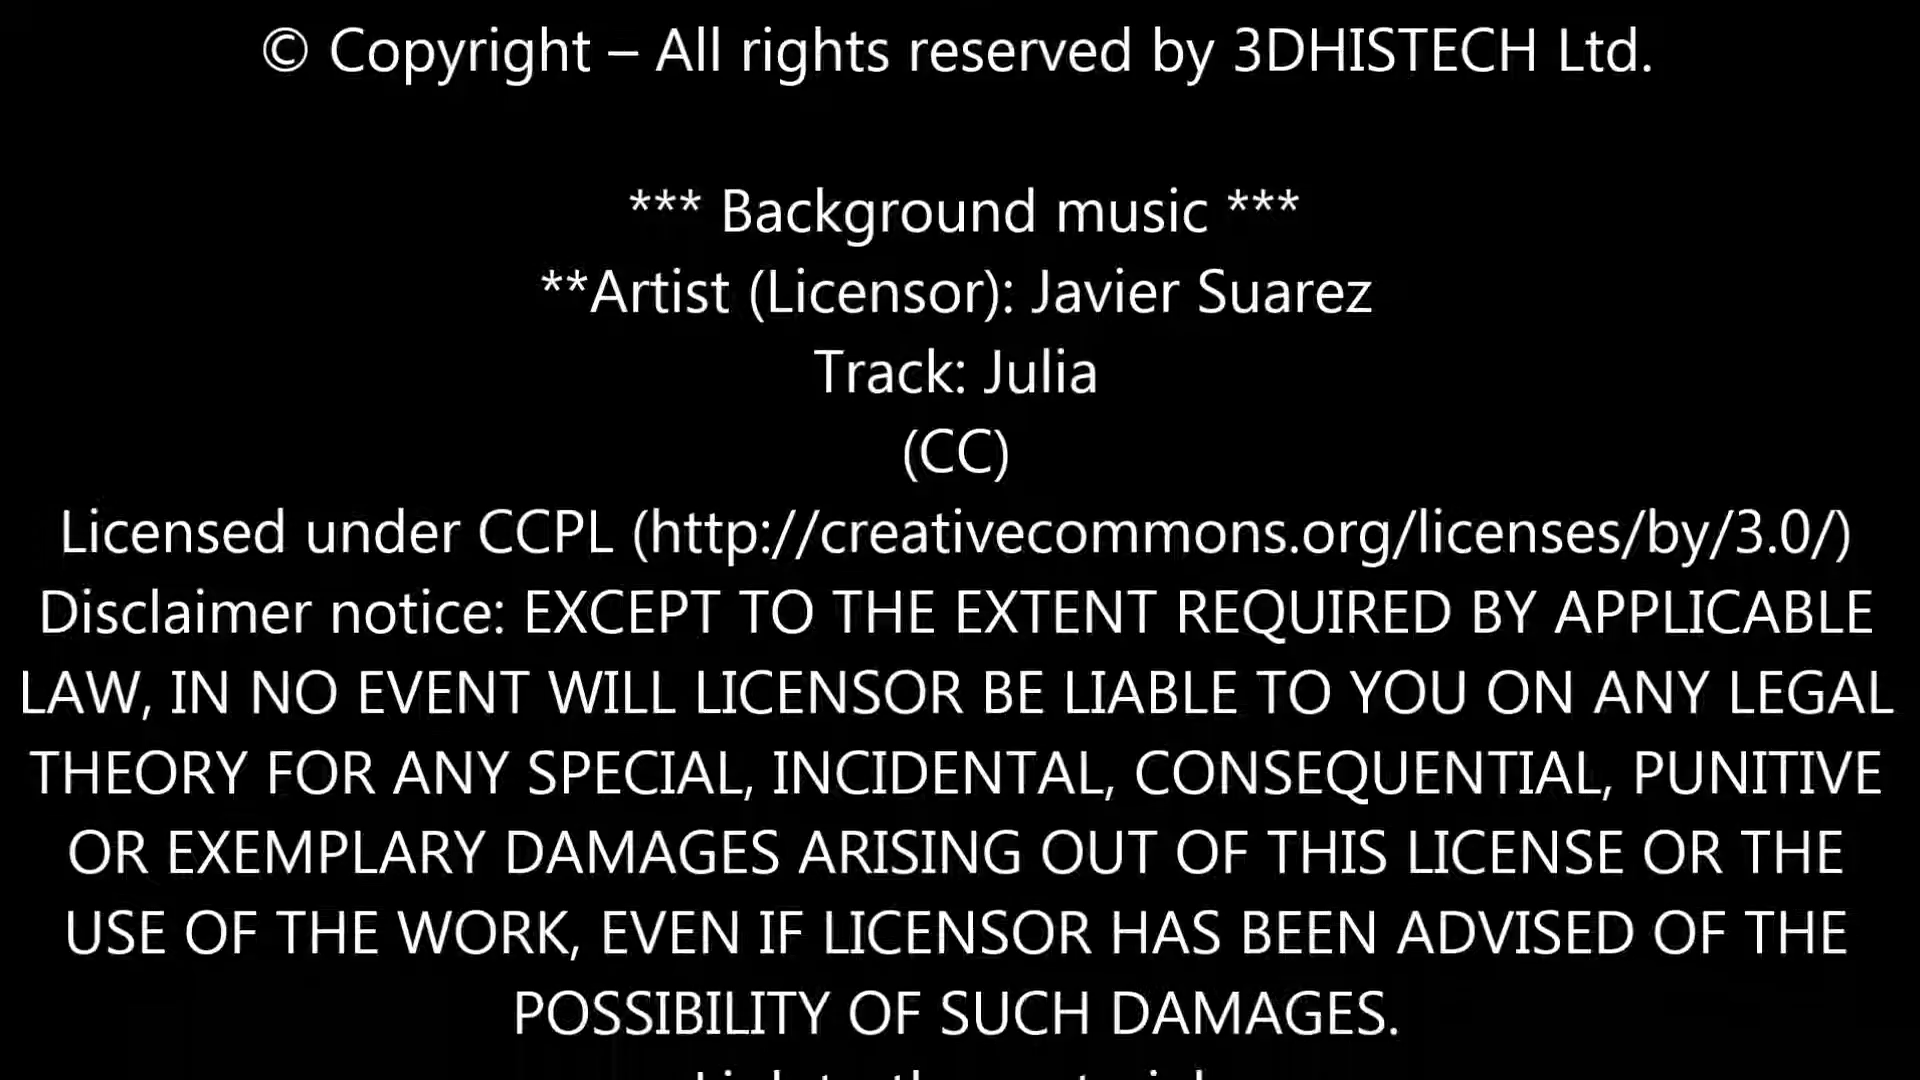 © Copyright – All rights reserved by 3DHISTECH Ltd.
*** Background music ***
**Artist (Licensor): Javier Suarez
Track: Julia
(CC)
Licensed under CCPL (http://creativecommons.org/licenses/by/3.0/)
Disclaimer notice: EXCEPT TO THE EXTENT REQUIRED BY APPLICABLE
LAW, IN NO EVENT WILL LICENSOR BE LIABLE TO YOU ON ANY LEGAL
THEORY FOR ANY SPECIAL, INCIDENTAL, CONSEQUENTIAL, PUNITIVE
OR EXEMPLARY DAMAGES ARISING OUT OF THIS LICENSE OR THE
USE OF THE WORK, EVEN IF LICENSOR HAS BEEN ADVISED OF THE
POSSIBILITY OF SUCH DAMAGES.